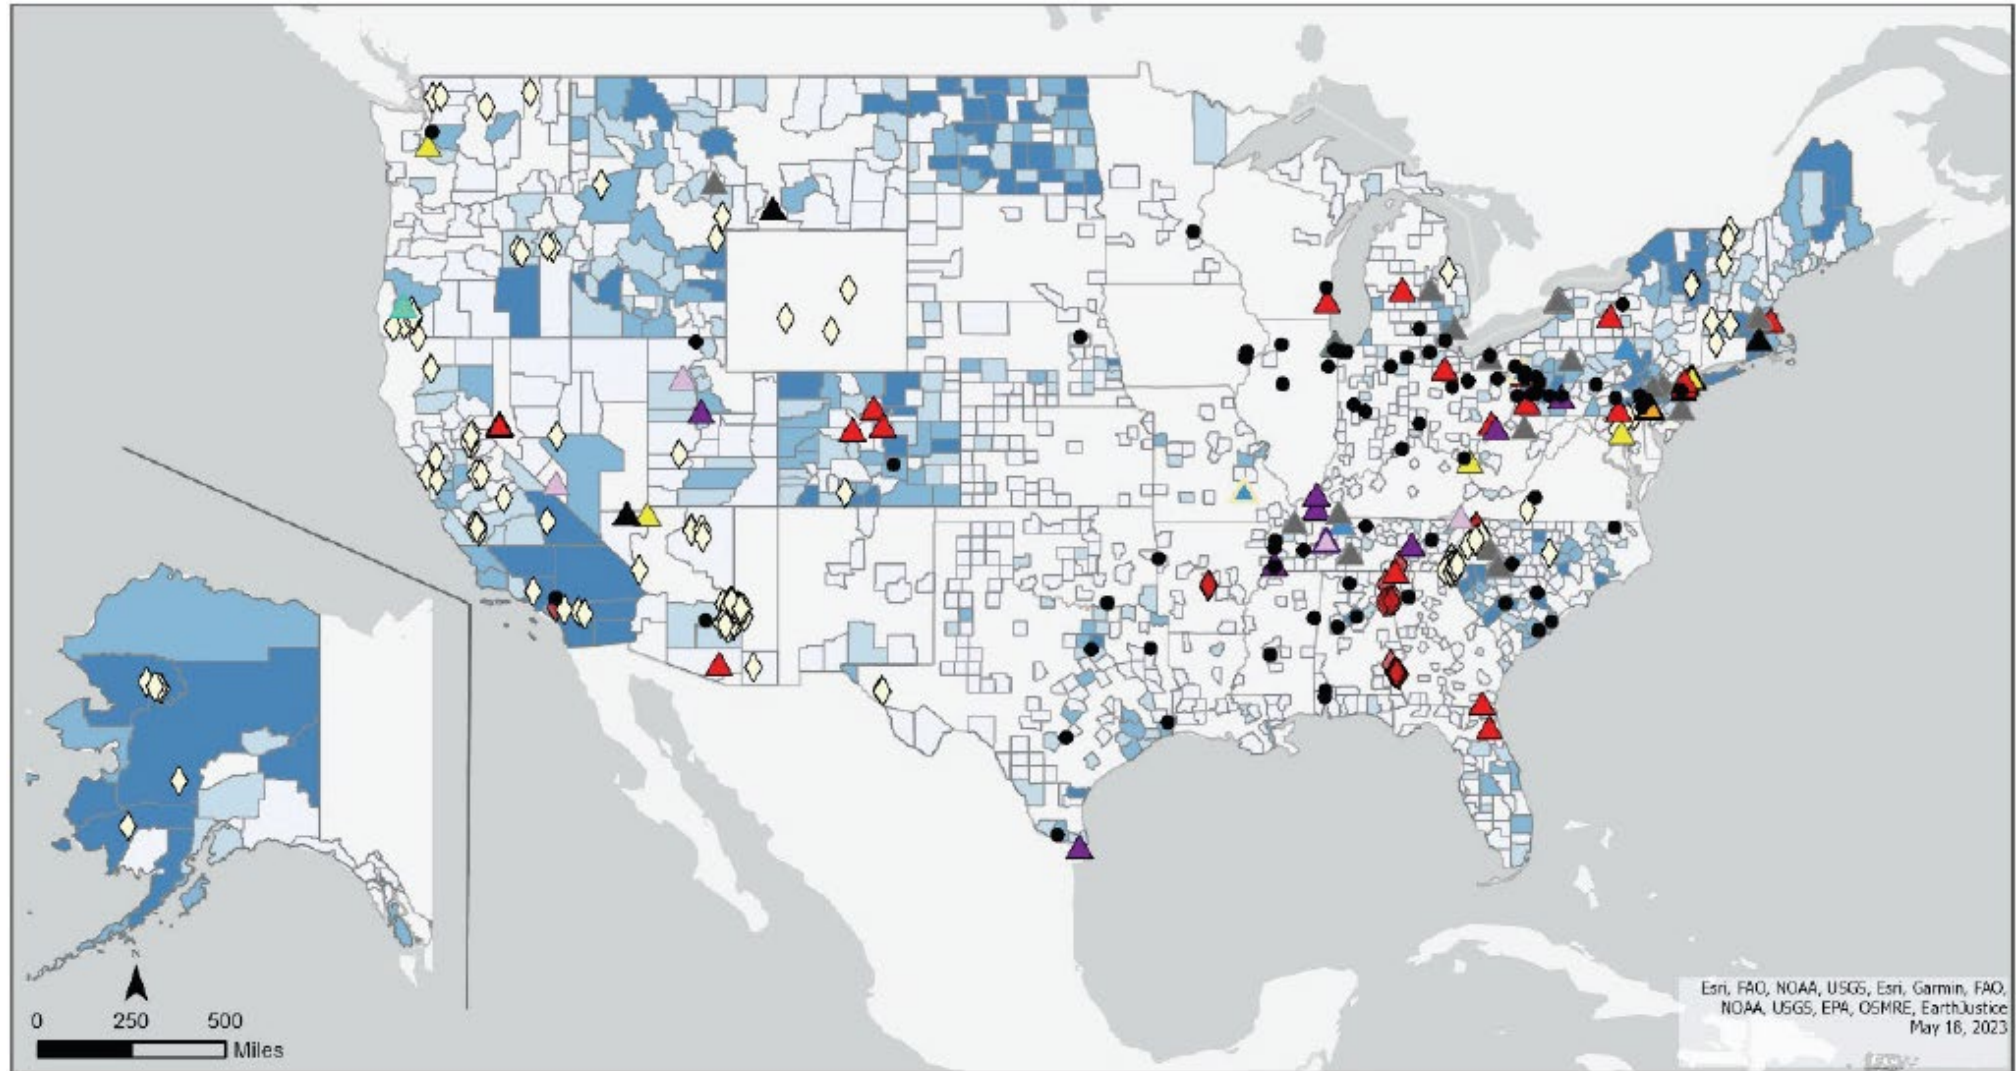 N
0 250 500
Miles
Esri, FAO, NOAA, USGS, Esri, Garmin, FAO,
NOAA, USGS, EPA, OSMRE, EarthJustice
May 18, 2023